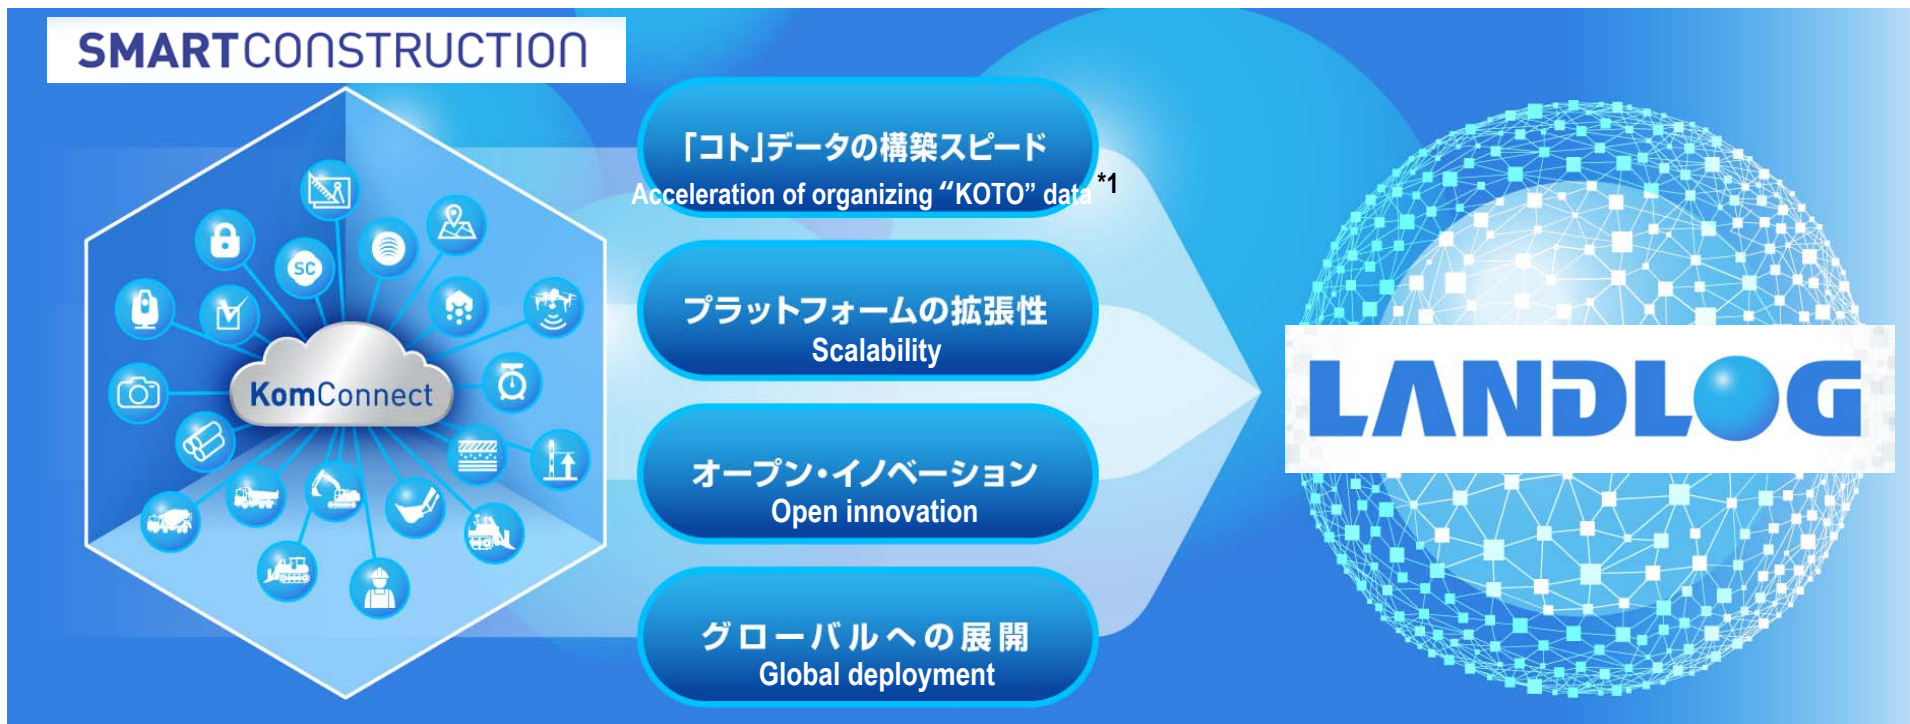 SMARTCONSTRUCTION
SC
KomConnect
「コト」データの構築スピード
Acceleration of organizing “KOTO” data *1
プラットフォームの拡張性
Scalability
オープン・イノベーション
Open innovation
グローバルへの展開
Global deployment
LANDLOG